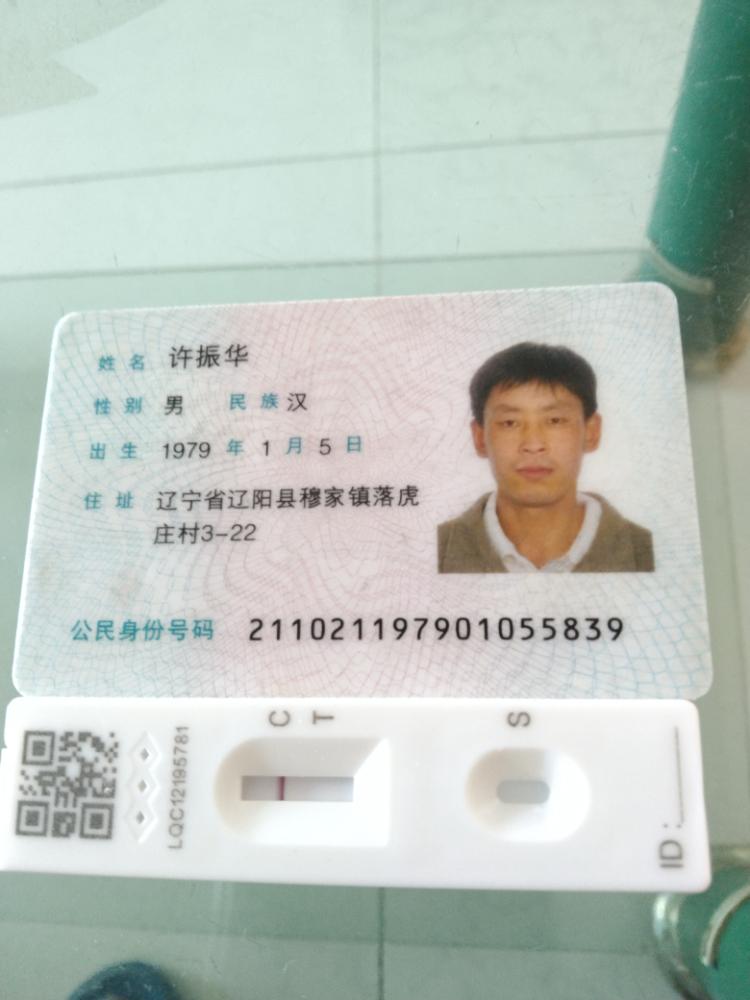 姓名 许振华
性别 男 民族 汉
出生 1979 年 1 月 5 日
住址 辽宁省辽阳县穆家镇落虎
庄村3-22
公民身份号码 211021197901055839
C T S
LQC12195781
ID: